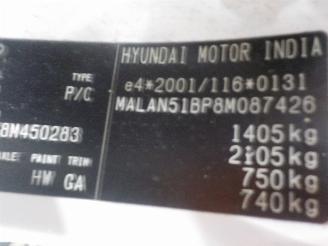 HYUNDAI MOTOR INDIA
TYPE
e4*2001/116*0131
P/C
MALAN51BP8M087426
8M450283
1405kg
PAINT TRIM
2105kg
HW GA
750kg
740kg